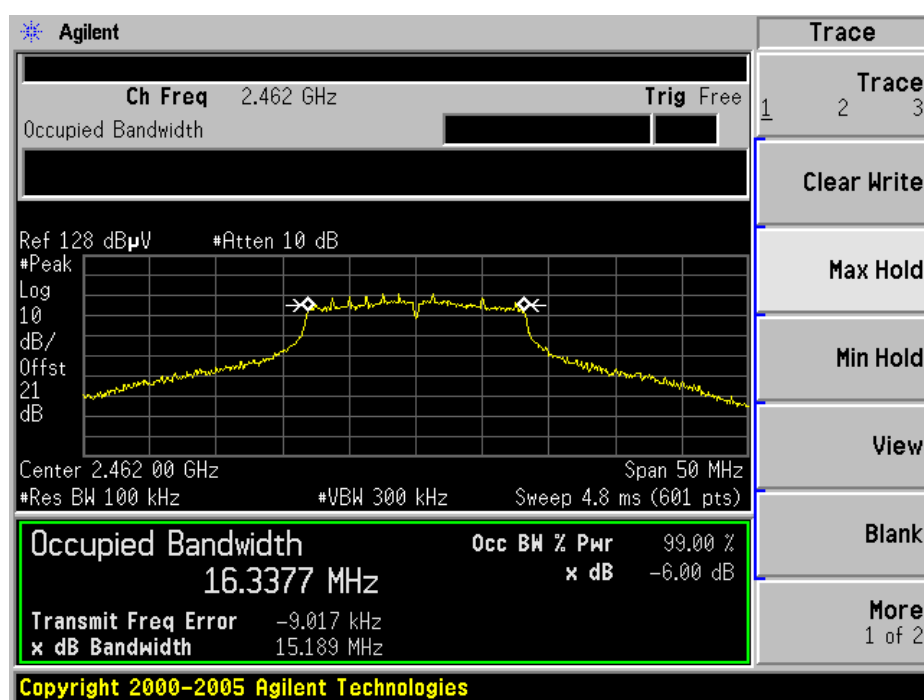 Agilent
Ch Freq 2.462 GHz Trig Free
Occupied Bandwidth
Ref 128 dBµV #Atten 10 dB
#Peak
Log
10
dB/
Offst
21
dB
Center 2.462 00 GHz Span 50 MHz
#Res BW 100 kHz #VBW 300 kHz Sweep 4.8 ms (601 pts)
Occupied Bandwidth
16.3377 MHz
Occ BW % Pwr 99.00 %
x dB -6.00 dB
Transmit Freq Error -9.017 kHz
x dB Bandwidth 15.189 MHz
Copyright 2000-2005 Agilent Technologies
Trace
Trace
1 2 3
Clear Write
Max Hold
Min Hold
View
Blank
More
1 of 2